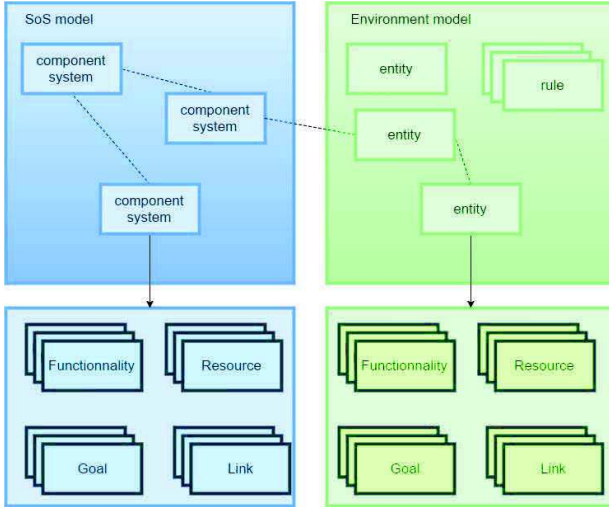 SoS model
component
system
component
system
component
system
Environment model
entity
rule
entity
entity
Functionnality
Resource
Goal
Link
Functionnality
Resource
Goal
Link